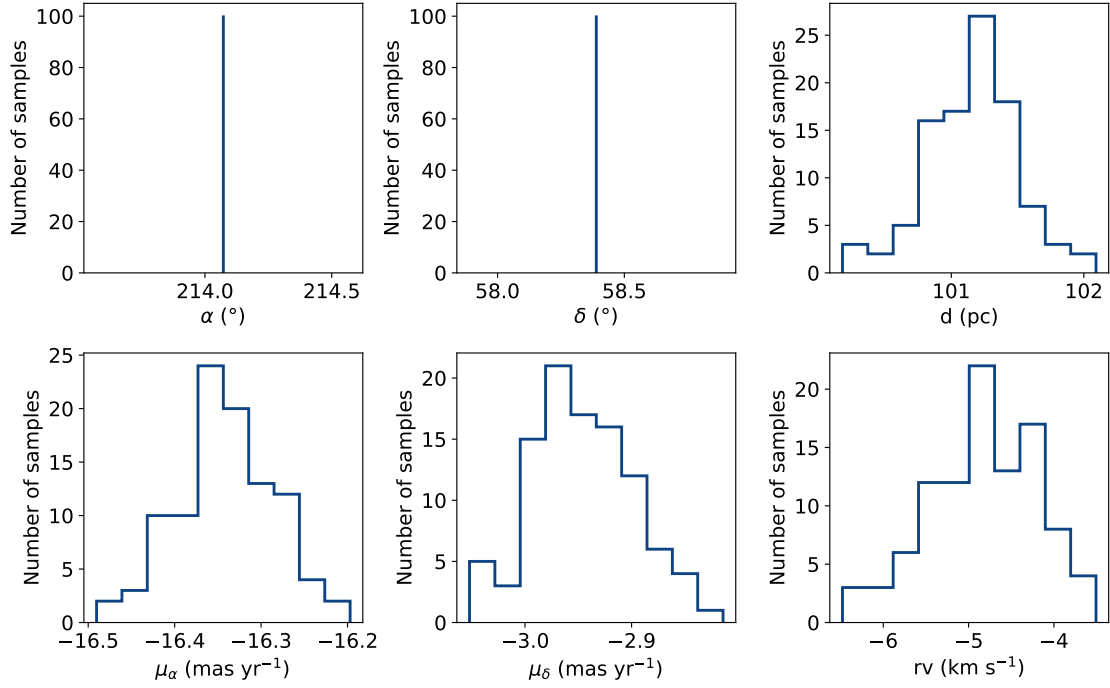 Number of samples
100
80
60
40
20
0
214.0 214.5
α (°)
Number of samples
100
80
60
40
20
0
58.0 58.5
δ (°)
Number of samples
25
20
15
10
5
0
101 102
d (pc)
Number of samples
25
20
15
10
5
0
−16.5 −16.4 −16.3 −16.2
μα (mas yr⁻¹)
Number of samples
20
15
10
5
0
−3.0 −2.9
μδ (mas yr⁻¹)
Number of samples
20
15
10
5
0
−6 −5 −4
rv (km s⁻¹)